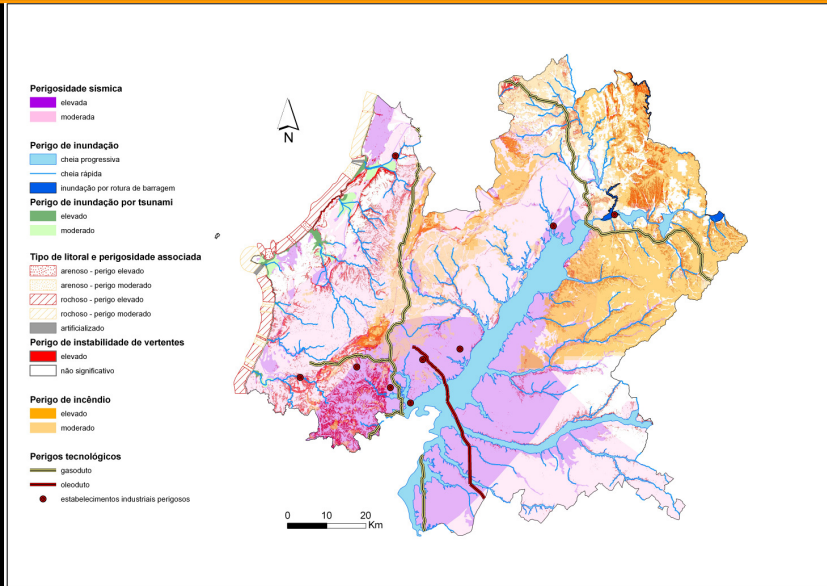 Perigosidade sísmica
elevada
moderada
Perigo de inundação
cheia progressiva
cheia rápida
inundação por rotura de barragem
Perigo de inundação por tsunami
elevado
moderado
Tipo de litoral e perigosidade associada
arenoso - perigo elevado
arenoso - perigo moderado
rochoso - perigo elevado
rochoso - perigo moderado
artificializado
Perigo de instabilidade de vertentes
elevado
não significativo
Perigo de incêndio
elevado
moderado
Perigos tecnológicos
gasoduto
oleoduto
estabelecimentos industriais perigosos
N
0 10 20
Km